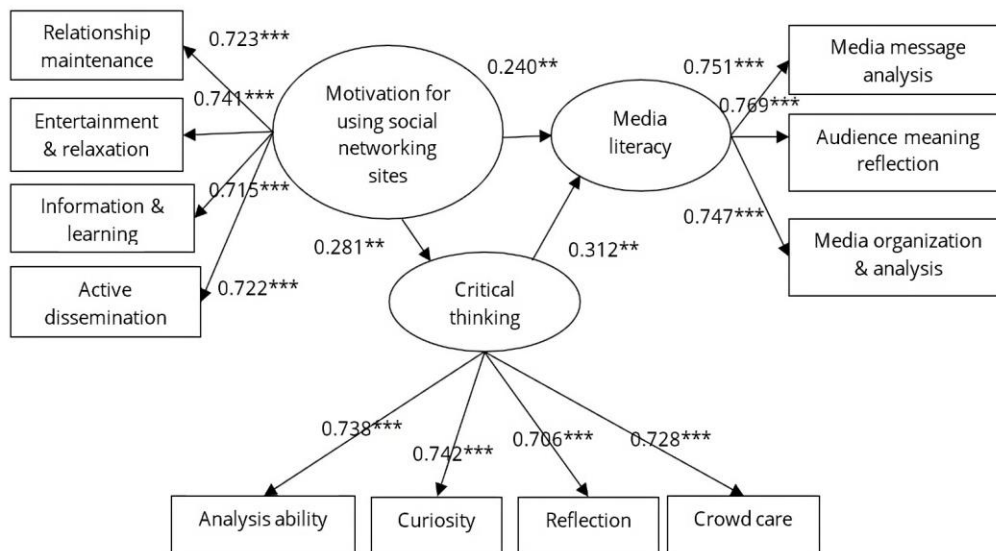 Relationship
maintenance
0.723***
Entertainment
& relaxation
0.741***
Information &
learning
0.715***
Active
dissemination
0.722***
Motivation for
using social
networking
sites
0.240**
Media
literacy
0.281**
0.312**
Critical
thinking
0.751***
Media message
analysis
0.769***
Audience meaning
reflection
0.747***
Media organization
& analysis
0.738***
0.742***
0.706***
0.728***
Analysis ability
Curiosity
Reflection
Crowd care